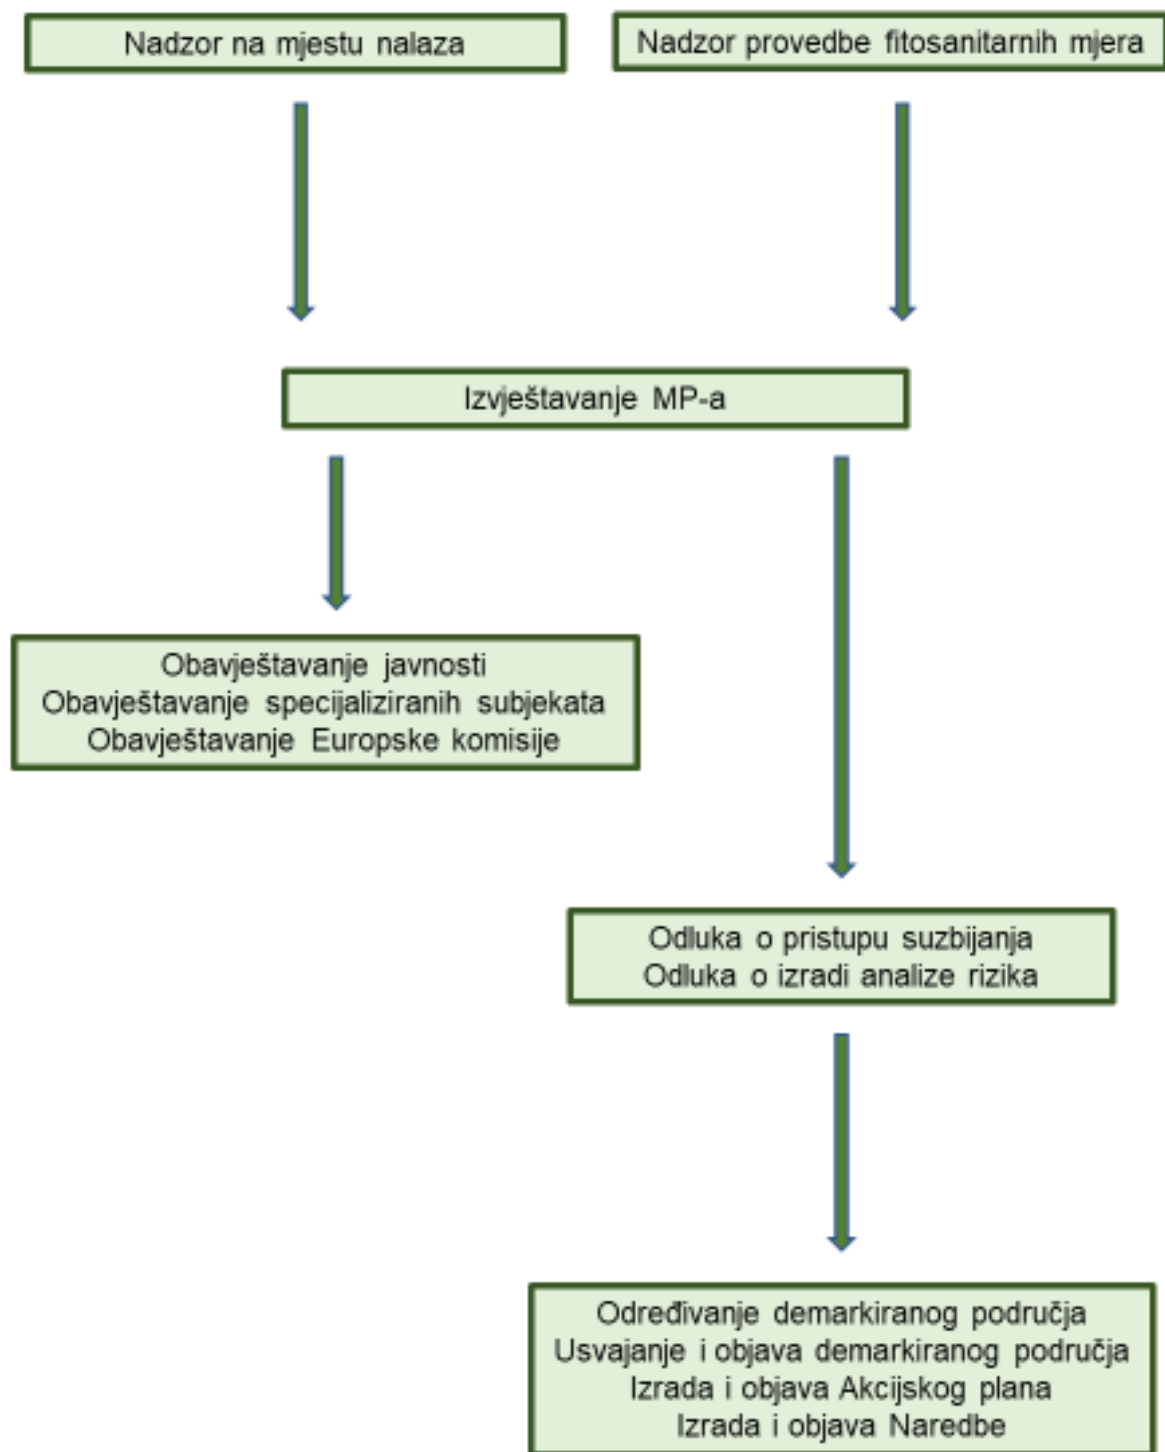 Nadzor na mjestu nalaza
Nadzor provedbe fitosanitarnih mjera
Izvještavanje MP-a
Obavještavanje javnosti
Obavještavanje specijaliziranih subjekata
Obavještavanje Europske komisije
Odluka o pristupu suzbijanja
Odluka o izradi analize rizika
Određivanje demarkiranog područja
Usvajanje i objava demarkiranog područja
Izrada i objava Akcijskog plana
Izrada i objava Naredbe